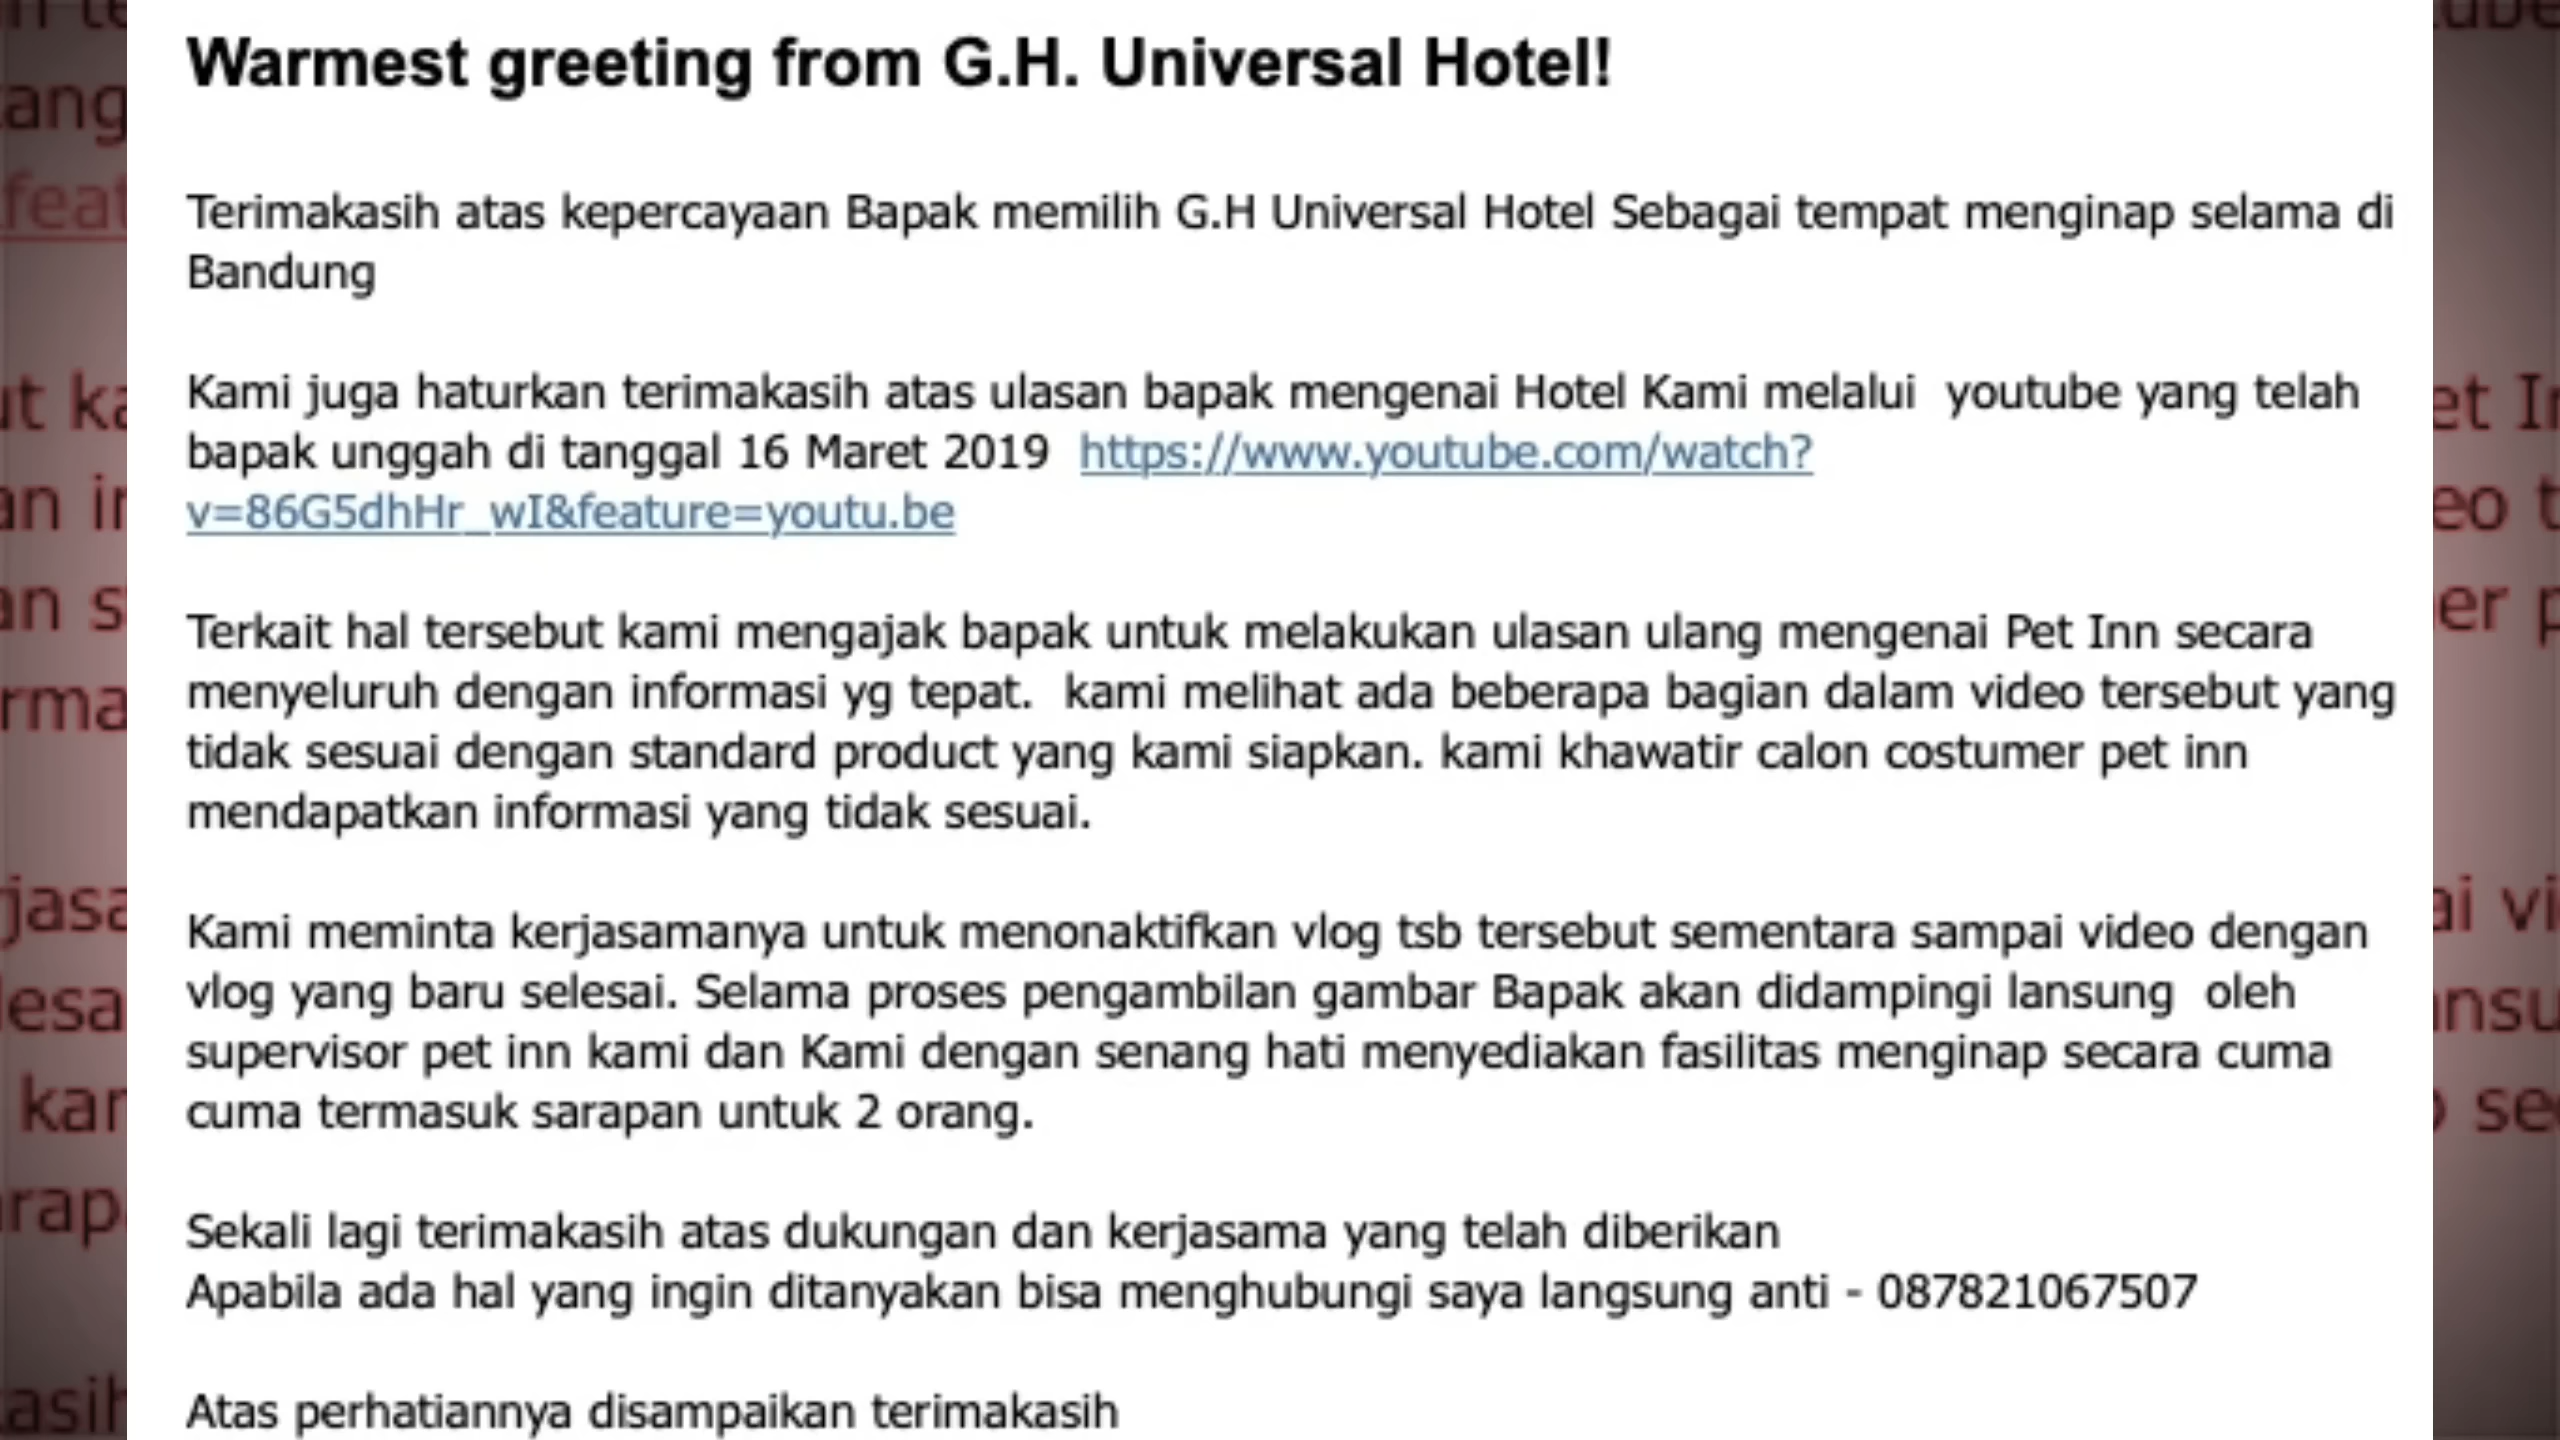 Warmest greeting from G.H. Universal Hotel!
Terimakasih atas kepercayaan Bapak memilih G.H Universal Hotel Sebagai tempat menginap selama di
Bandung
Kami juga haturkan terimakasih atas ulasan bapak mengenai Hotel Kami melalui  youtube yang telah
bapak unggah di tanggal 16 Maret 2019  https://www.youtube.com/watch?
v=86G5dhHr_wI&feature=youtu.be
Terkait hal tersebut kami mengajak bapak untuk melakukan ulasan ulang mengenai Pet Inn secara
menyeluruh dengan informasi yg tepat.  kami melihat ada beberapa bagian dalam video tersebut yang
tidak sesuai dengan standard product yang kami siapkan. kami khawatir calon costumer pet inn
mendapatkan informasi yang tidak sesuai.
Kami meminta kerjasamanya untuk menonaktifkan vlog tsb tersebut sementara sampai video dengan
vlog yang baru selesai. Selama proses pengambilan gambar Bapak akan didampingi lansung  oleh
supervisor pet inn kami dan Kami dengan senang hati menyediakan fasilitas menginap secara cuma
cuma termasuk sarapan untuk 2 orang.
Sekali lagi terimakasih atas dukungan dan kerjasama yang telah diberikan
Apabila ada hal yang ingin ditanyakan bisa menghubungi saya langsung anti - 087821067507
Atas perhatiannya disampaikan terimakasih